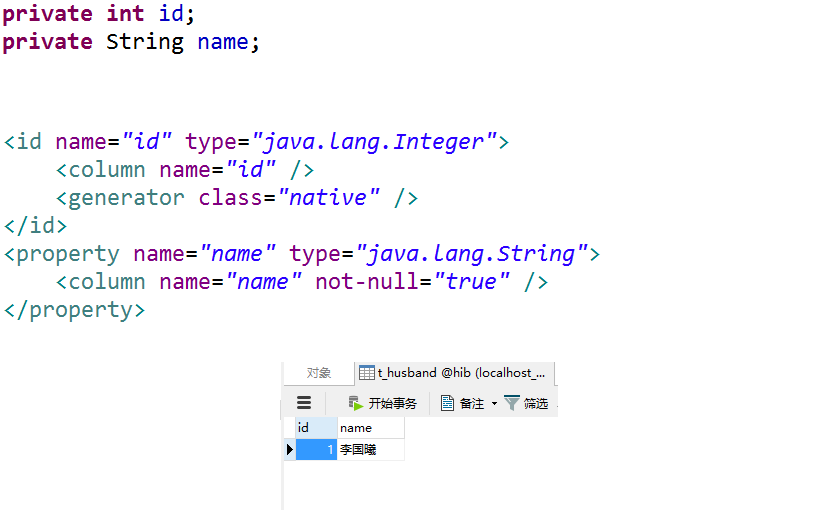 private int id;
private String name;
<id name="id" type="java.lang.Integer">
<column name="id" />
<generator class="native" />
</id>
<property name="name" type="java.lang.String">
<column name="name" not-null="true" />
</property>
对象 t_husband @hib (localhost_...
开始事务 备注 筛选
id name
1 李国曦